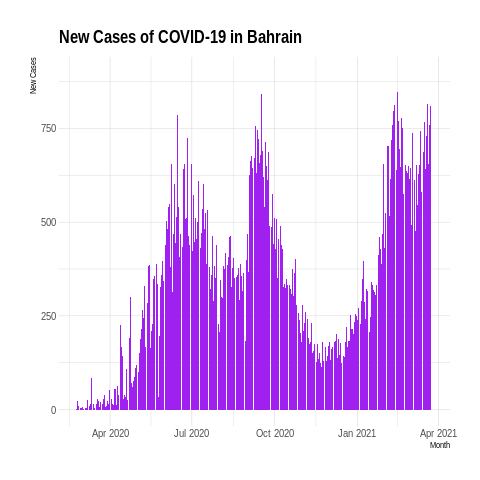 New Cases of COVID-19 in Bahrain
New Cases
750
500
250
0
Apr 2020 Jul 2020 Oct 2020 Jan 2021 Apr 2021
Month